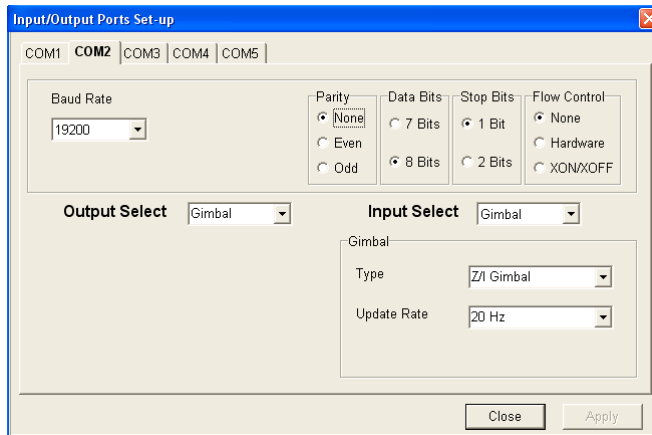 Input/Output Ports Set-up
COM1 COM2 COM3 COM4 COM5
Baud Rate
19200
Parity
None
Even
Odd
Data Bits
7 Bits
8 Bits
Stop Bits
1 Bit
2 Bits
Flow Control
None
Hardware
XON/XOFF
Output Select Gimbal
Input Select Gimbal
Gimbal
Type Z/I Gimbal
Update Rate 20 Hz
Close Apply